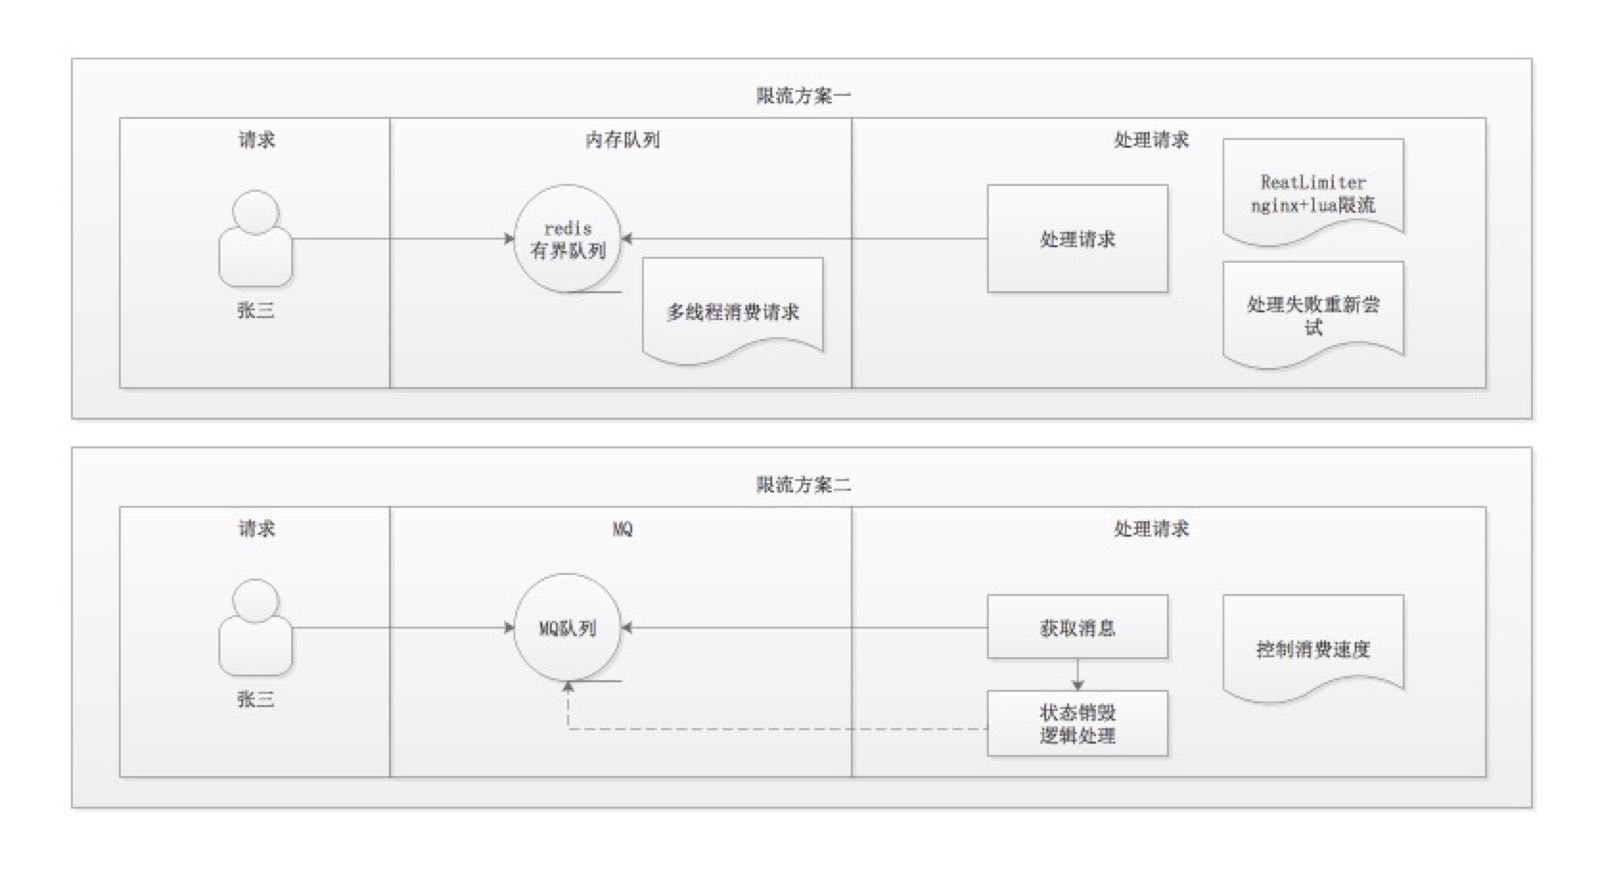 限流方案一
请求
内存队列
处理请求
张三
redis
有界队列
多线程消费请求
处理请求
ReatLimiter
nginx+lua限流
处理失败重新尝
试
限流方案二
请求
MQ
处理请求
张三
MQ队列
获取消息
状态销毁
逻辑处理
控制消费速度